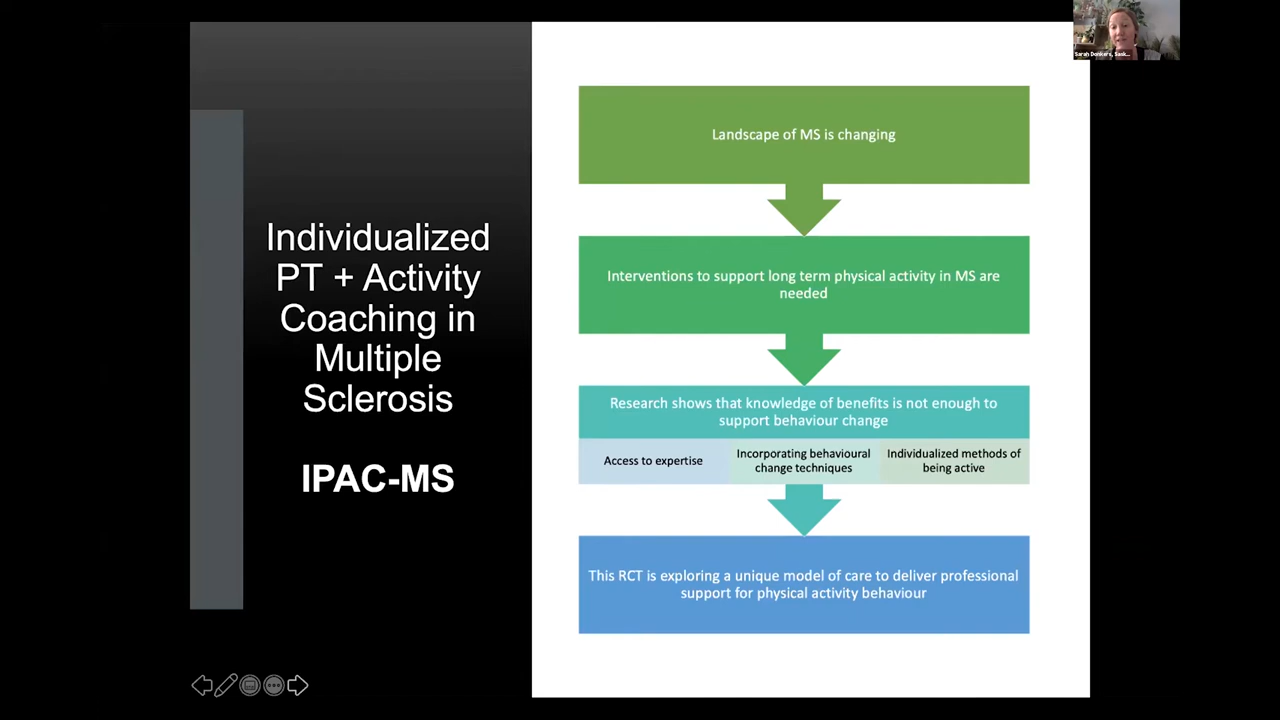 Sarah Donkers, Sask...
Individualized
PT + Activity
Coaching in
Multiple
Sclerosis
IPAC-MS
Landscape of MS is changing
Interventions to support long term physical activity in MS are
needed
Research shows that knowledge of benefits is not enough to
support behaviour change
Access to expertise
Incorporating behavioural
change techniques
Individualized methods of
being active
This RCT is exploring a unique model of care to deliver professional
support for physical activity behaviour